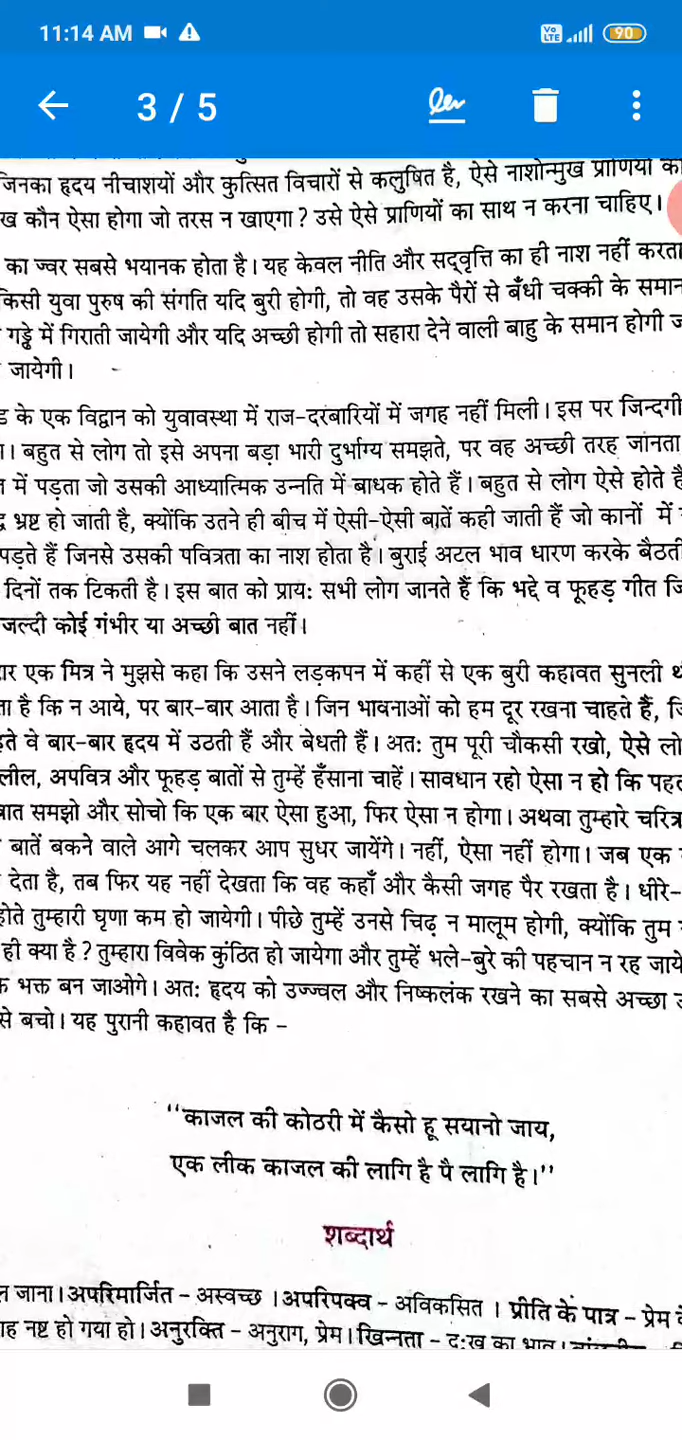 11:14 AM
Vo LTE 90
3 / 5
जिनका हृदय नीचाशयों और कुत्सित विचारों से कलुषित है, ऐसे नाशोन्मुख प्राणियों का
ख कौन ऐसा होगा जो तरस न खाएगा? उसे ऐसे प्राणियों का साथ न करना चाहिए।
का ज्वर सबसे भयानक होता है। यह केवल नीति और सद्‌वृत्ति का ही नाश नहीं करता
किसी युवा पुरुष की संगति यदि बुरी होगी, तो वह उसके पैरों से बँधी चक्की के समान
गड्ढे में गिराती जायेगी और यदि अच्छी होगी तो सहारा देने वाली बाहु के समान होगी ज
जायेगी।
ड के एक विद्वान को युवावस्था में राज-दरबारियों में जगह नहीं मिली। इस पर जिन्दगी
। बहुत से लोग तो इसे अपना बड़ा भारी दुर्भाग्य समझते, पर वह अच्छी तरह जानता
में पड़ता जो उसकी आध्यात्मिक उन्नति में बाधक होते हैं। बहुत से लोग ऐसे होते है
भ्रष्ट हो जाती है, क्योंकि उतने ही बीच में ऐसी-ऐसी बातें कही जाती हैं जो कानों में
पड़ते हैं जिनसे उसकी पवित्रता का नाश होता है। बुराई अटल भाव धारण करके बैठती
दिनों तक टिकती है। इस बात को प्राय: सभी लोग जानते हैं कि भद्दे व फूहड़ गीत जि
जल्दी कोई गंभीर या अच्छी बात नहीं।
ार एक मित्र ने मुझसे कहा कि उसने लड़कपन में कहीं से एक बुरी कहावत सुनली थ
ता है कि न आये, पर बार-बार आता है। जिन भावनाओं को हम दूर रखना चाहते हैं, जि
हते वे बार-बार हृदय में उठती हैं और बेधती हैं। अत: तुम पूरी चौकसी रखो, ऐसे लो
लील, अपवित्र और फूहड़ बातों से तुम्हें हँसाना चाहें। सावधान रहो ऐसा न हो कि पहल
बात समझो और सोचो कि एक बार ऐसा हुआ, फिर ऐसा न होगा। अथवा तुम्हारे चरित्र
बातें बकने वाले आगे चलकर आप सुधर जायेंगे। नहीं, ऐसा नहीं होगा। जब एक
देता है, तब फिर यह नहीं देखता कि वह कहाँ और कैसी जगह पैर रखता है। धीरे-
होते तुम्हारी घृणा कम हो जायेगी। पीछे तुम्हें उनसे चिढ़ न मालूम होगी, क्योंकि तुम
ही क्या है? तुम्हारा विवेक कुंठित हो जायेगा और तुम्हें भले-बुरे की पहचान न रह जाये
भक्त बन जाओगे। अत: हृदय को उज्ज्वल और निष्कलंक रखने का सबसे अच्छा उ
से बचो। यह पुरानी कहावत है कि -
"काजल की कोठरी में कैसो हू सयानो जाय,
एक लीक काजल की लागि है पै लागि है।"
शब्दार्थ
ल जाना। अपरिमार्जित - अस्वच्छ । अपरिपक्व - अविकसित । प्रीति के पात्र - प्रेम के
ाह नष्ट हो गया हो। अनुरक्ति - अनुराग, प्रेम। खिन्नता - दु:ख का भाव।